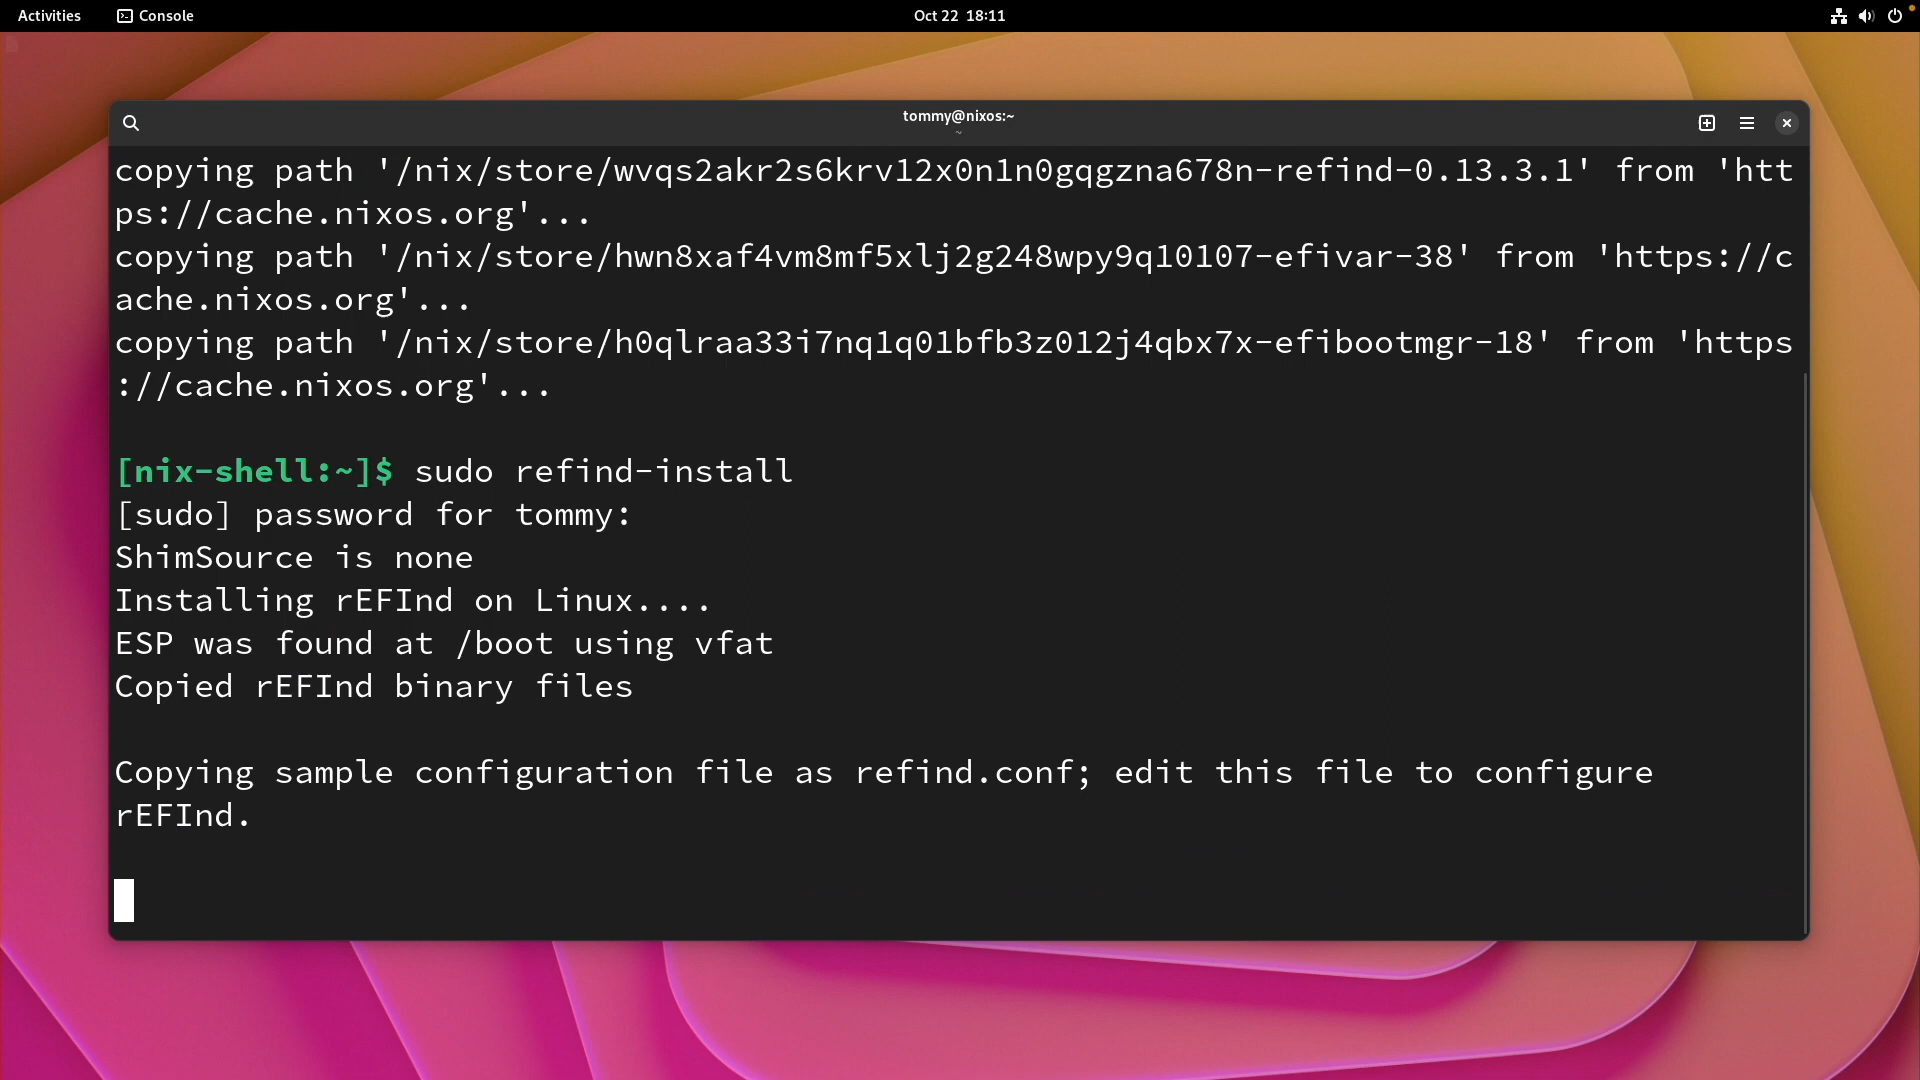 Activities Console Oct 22 18:11
tommy@nixos:~
~
copying path '/nix/store/wvqs2akr2s6krv12x0n1n0gqgzna678n-refind-0.13.3.1' from 'htt
ps://cache.nixos.org'...
copying path '/nix/store/hwn8xaf4vm8mf5xlj2g248wpy9ql0107-efivar-38' from 'https://c
ache.nixos.org'...
copying path '/nix/store/h0qlraa33i7nq1q01bfb3z012j4qbx7x-efibootmgr-18' from 'https
://cache.nixos.org'...
[nix-shell:~]$ sudo refind-install
[sudo] password for tommy:
ShimSource is none
Installing rEFInd on Linux....
ESP was found at /boot using vfat
Copied rEFInd binary files
Copying sample configuration file as refind.conf; edit this file to configure
rEFInd.